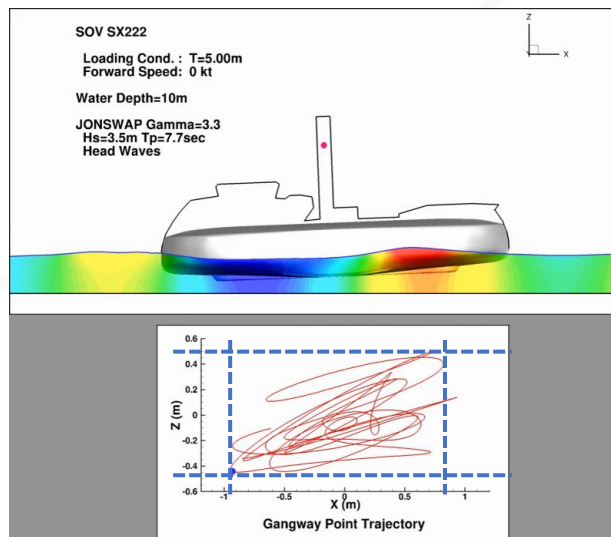 SOV SX222
Z
X
Loading Cond. : T=5.00m
Forward Speed: 0 kt
Water Depth=10m
JONSWAP Gamma=3.3
Hs=3.5m Tp=7.7sec
Head Waves
0.6
0.4
0.2
0
-0.2
-0.4
-0.6
Z (m)
-1
-0.5
0
0.5
1
X (m)
Gangway Point Trajectory